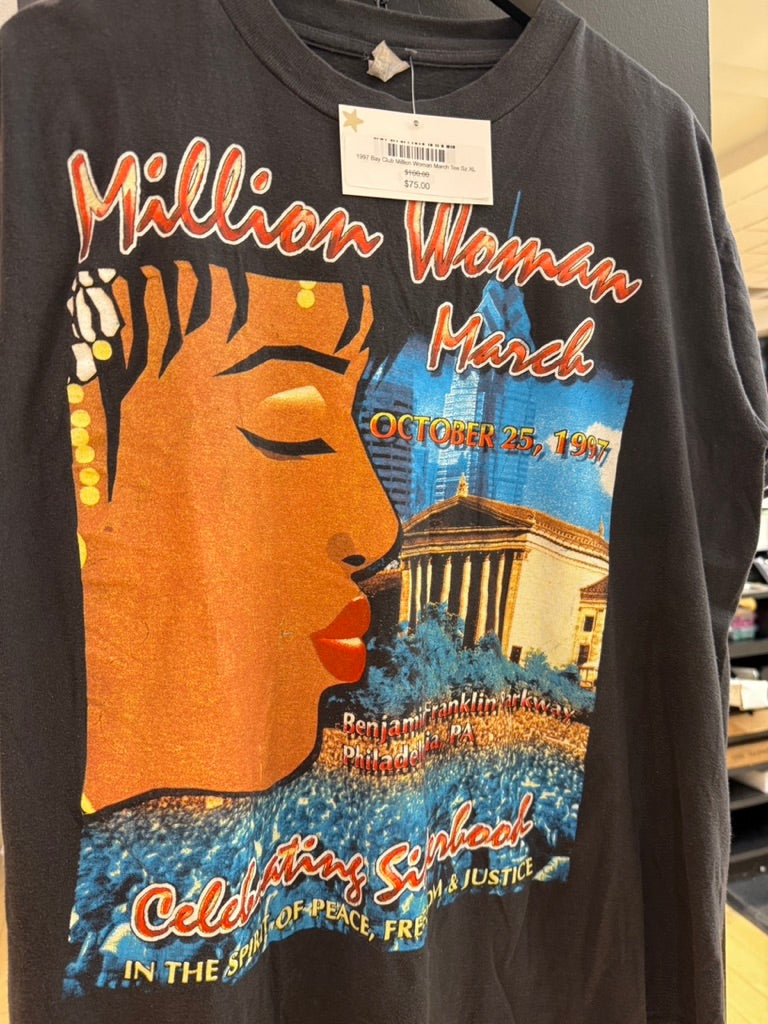 1997 Bay Club Million Woman March Tee Sz XL
$100.00
$75.00
Million Woman
March
OCTOBER 25, 1997
Benjamin Franklin Parkway
Philadelphia, PA
Celebrating Sisterhood
IN THE SPIRIT OF PEACE, FREEDOM & JUSTICE